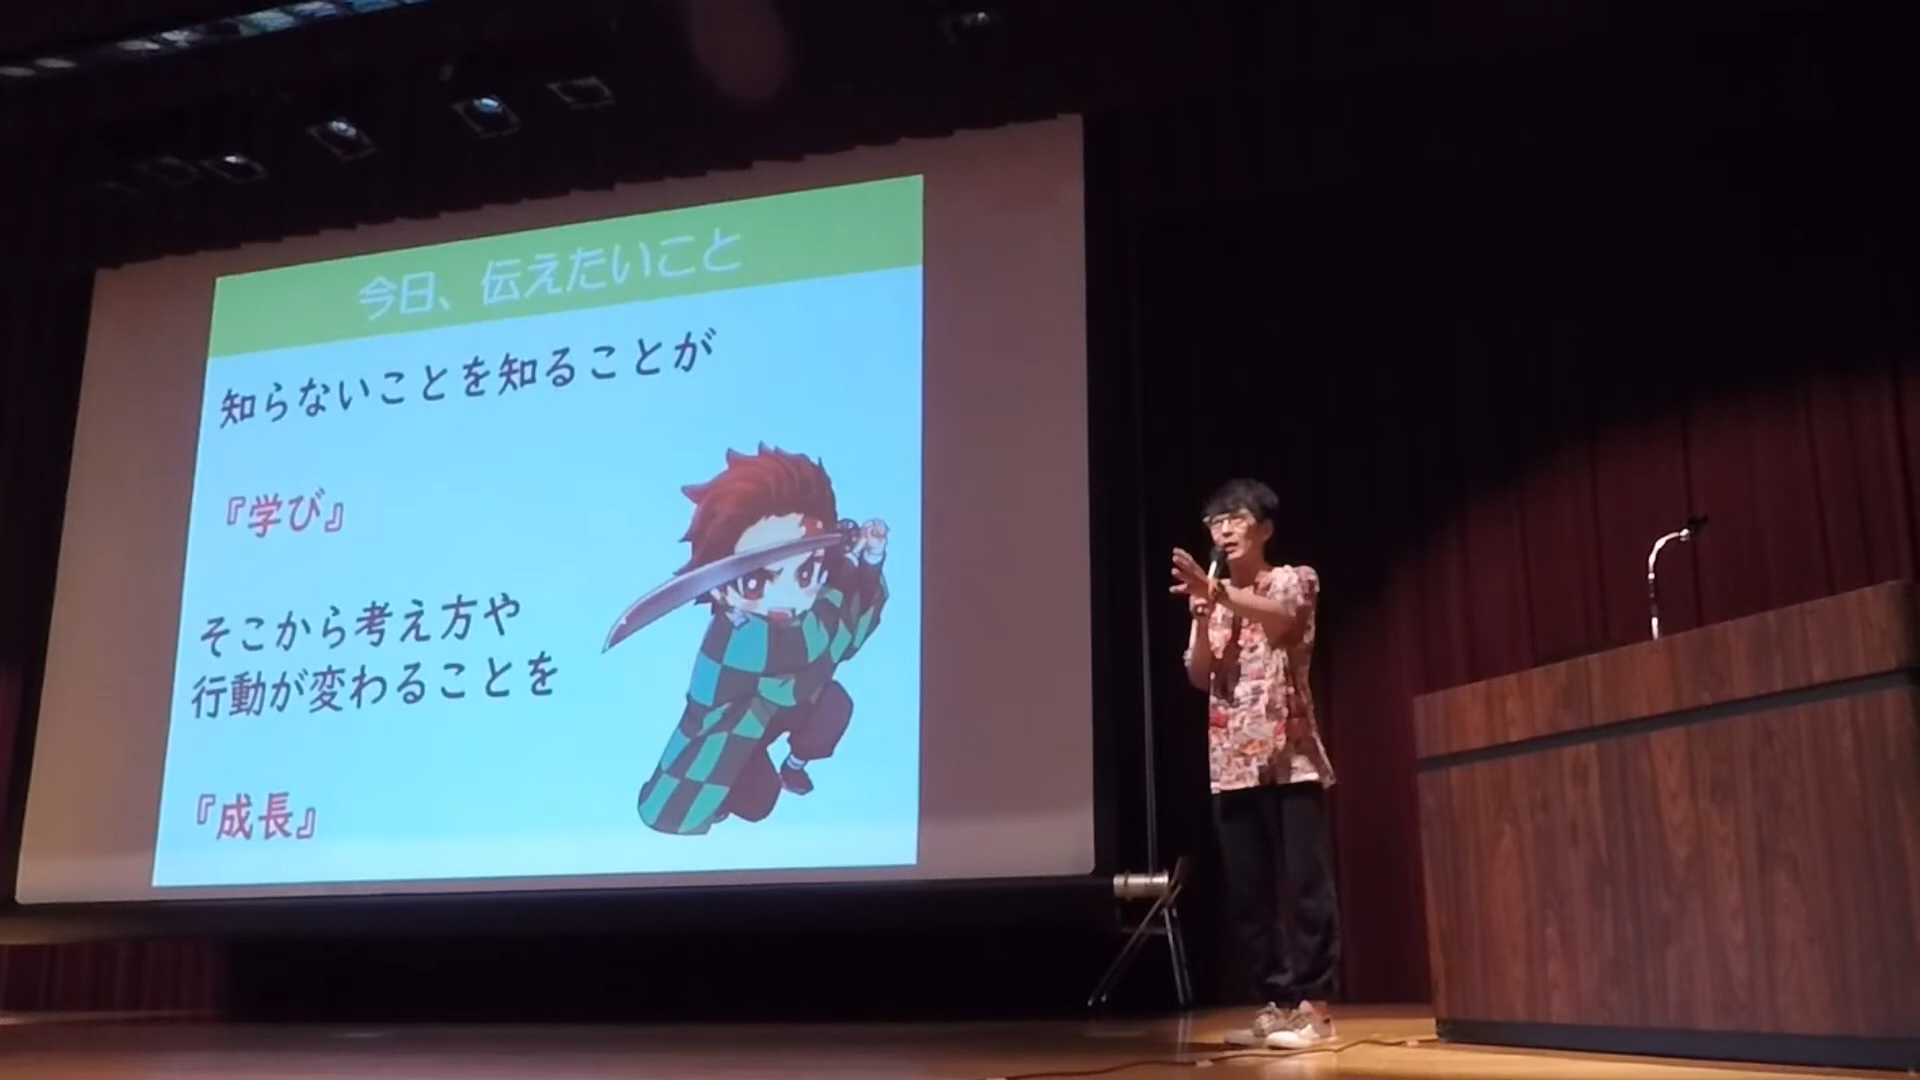 今日、伝えたいこと
知らないことを知ることが
『学び』
そこから考え方や
行動が変わることを
『成長』